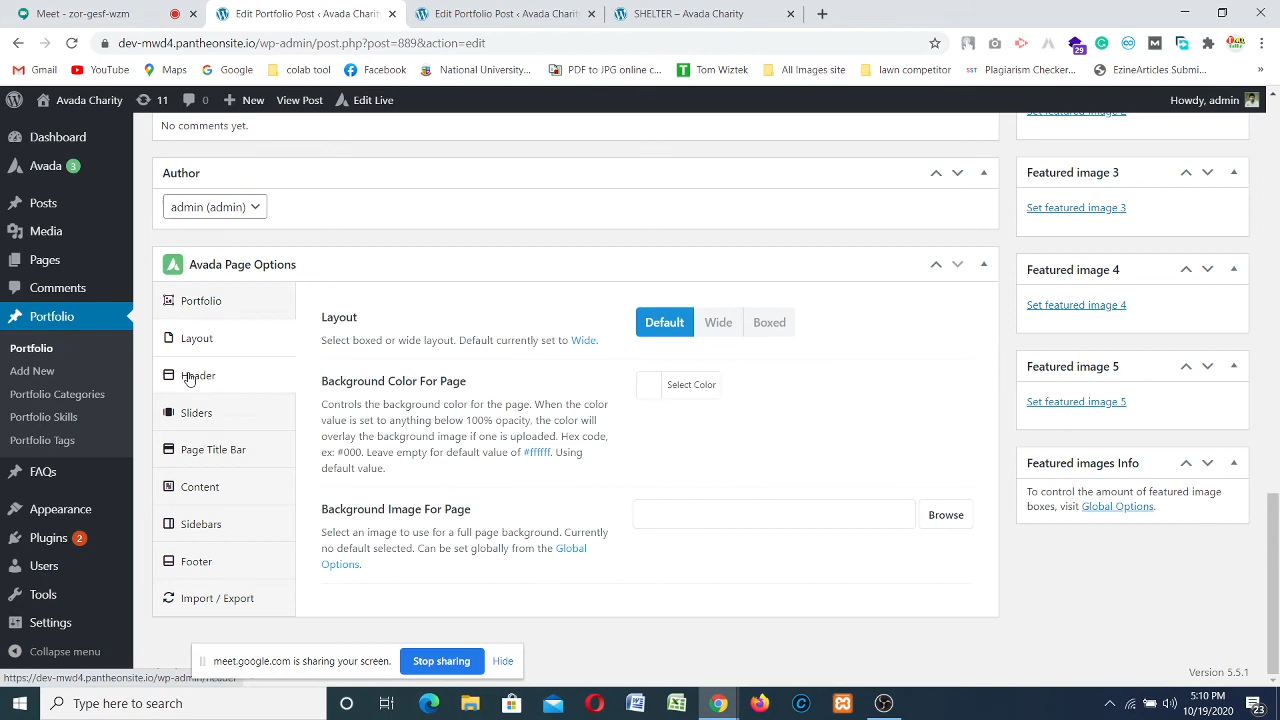 Meet – zor-wegm-wsf
Edit Portfolio Post ‹ Avada Charity
Edit Portfolio Post ‹ Avada Charity
SHELTER – Avada Charity
dev-mwd4.pantheonsite.io/wp-admin/post.php?post=889&action=edit
29
Gmail
YouTube
Maps
Google
colab tool
Facebook
National University...
PDF to JPG online c...
Tom Wiztek
All Images site
lawn competitor
SST
Plagiarism Checker...
EzineArticles Submi...
»
Avada Charity
11
0
New
View Post
Edit Live
Howdy, admin
Dashboard
Avada 3
Posts
Media
Pages
Comments
Portfolio
Portfolio
Add New
Portfolio Categories
Portfolio Skills
Portfolio Tags
FAQs
Appearance
Plugins 2
Users
Tools
Settings
Collapse menu
https://dev-mwd4.pantheonsite.io/wp-admin/header
No comments yet.
Author
admin (admin)
Avada Page Options
Portfolio
Layout
Header
Sliders
Page Title Bar
Content
Sidebars
Footer
Import / Export
Layout
Select boxed or wide layout. Default currently set to Wide.
Default
Wide
Boxed
Background Color For Page
Controls the background color for the page. When the color
value is set to anything below 100% opacity, the color will
overlay the background image if one is uploaded. Hex code,
ex: #000. Leave empty for default value of #ffffff. Using
default value.
Select Color
Background Image For Page
Select an image to use for a full page background. Currently
no default selected. Can be set globally from the Global
Options.
Browse
Set featured image 2
Featured image 3
Set featured image 3
Featured image 4
Set featured image 4
Featured image 5
Set featured image 5
Featured images Info
To control the amount of featured image
boxes, visit Global Options.
Version 5.5.1
meet.google.com is sharing your screen.
Stop sharing
Hide
Type here to search
5:10 PM
10/19/2020
23